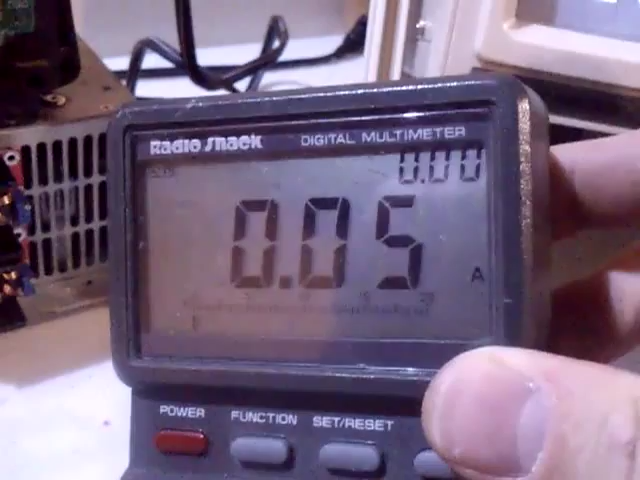 Radio Shack DIGITAL MULTIMETER
0.00
0.05
A
POWER FUNCTION SET/RESET